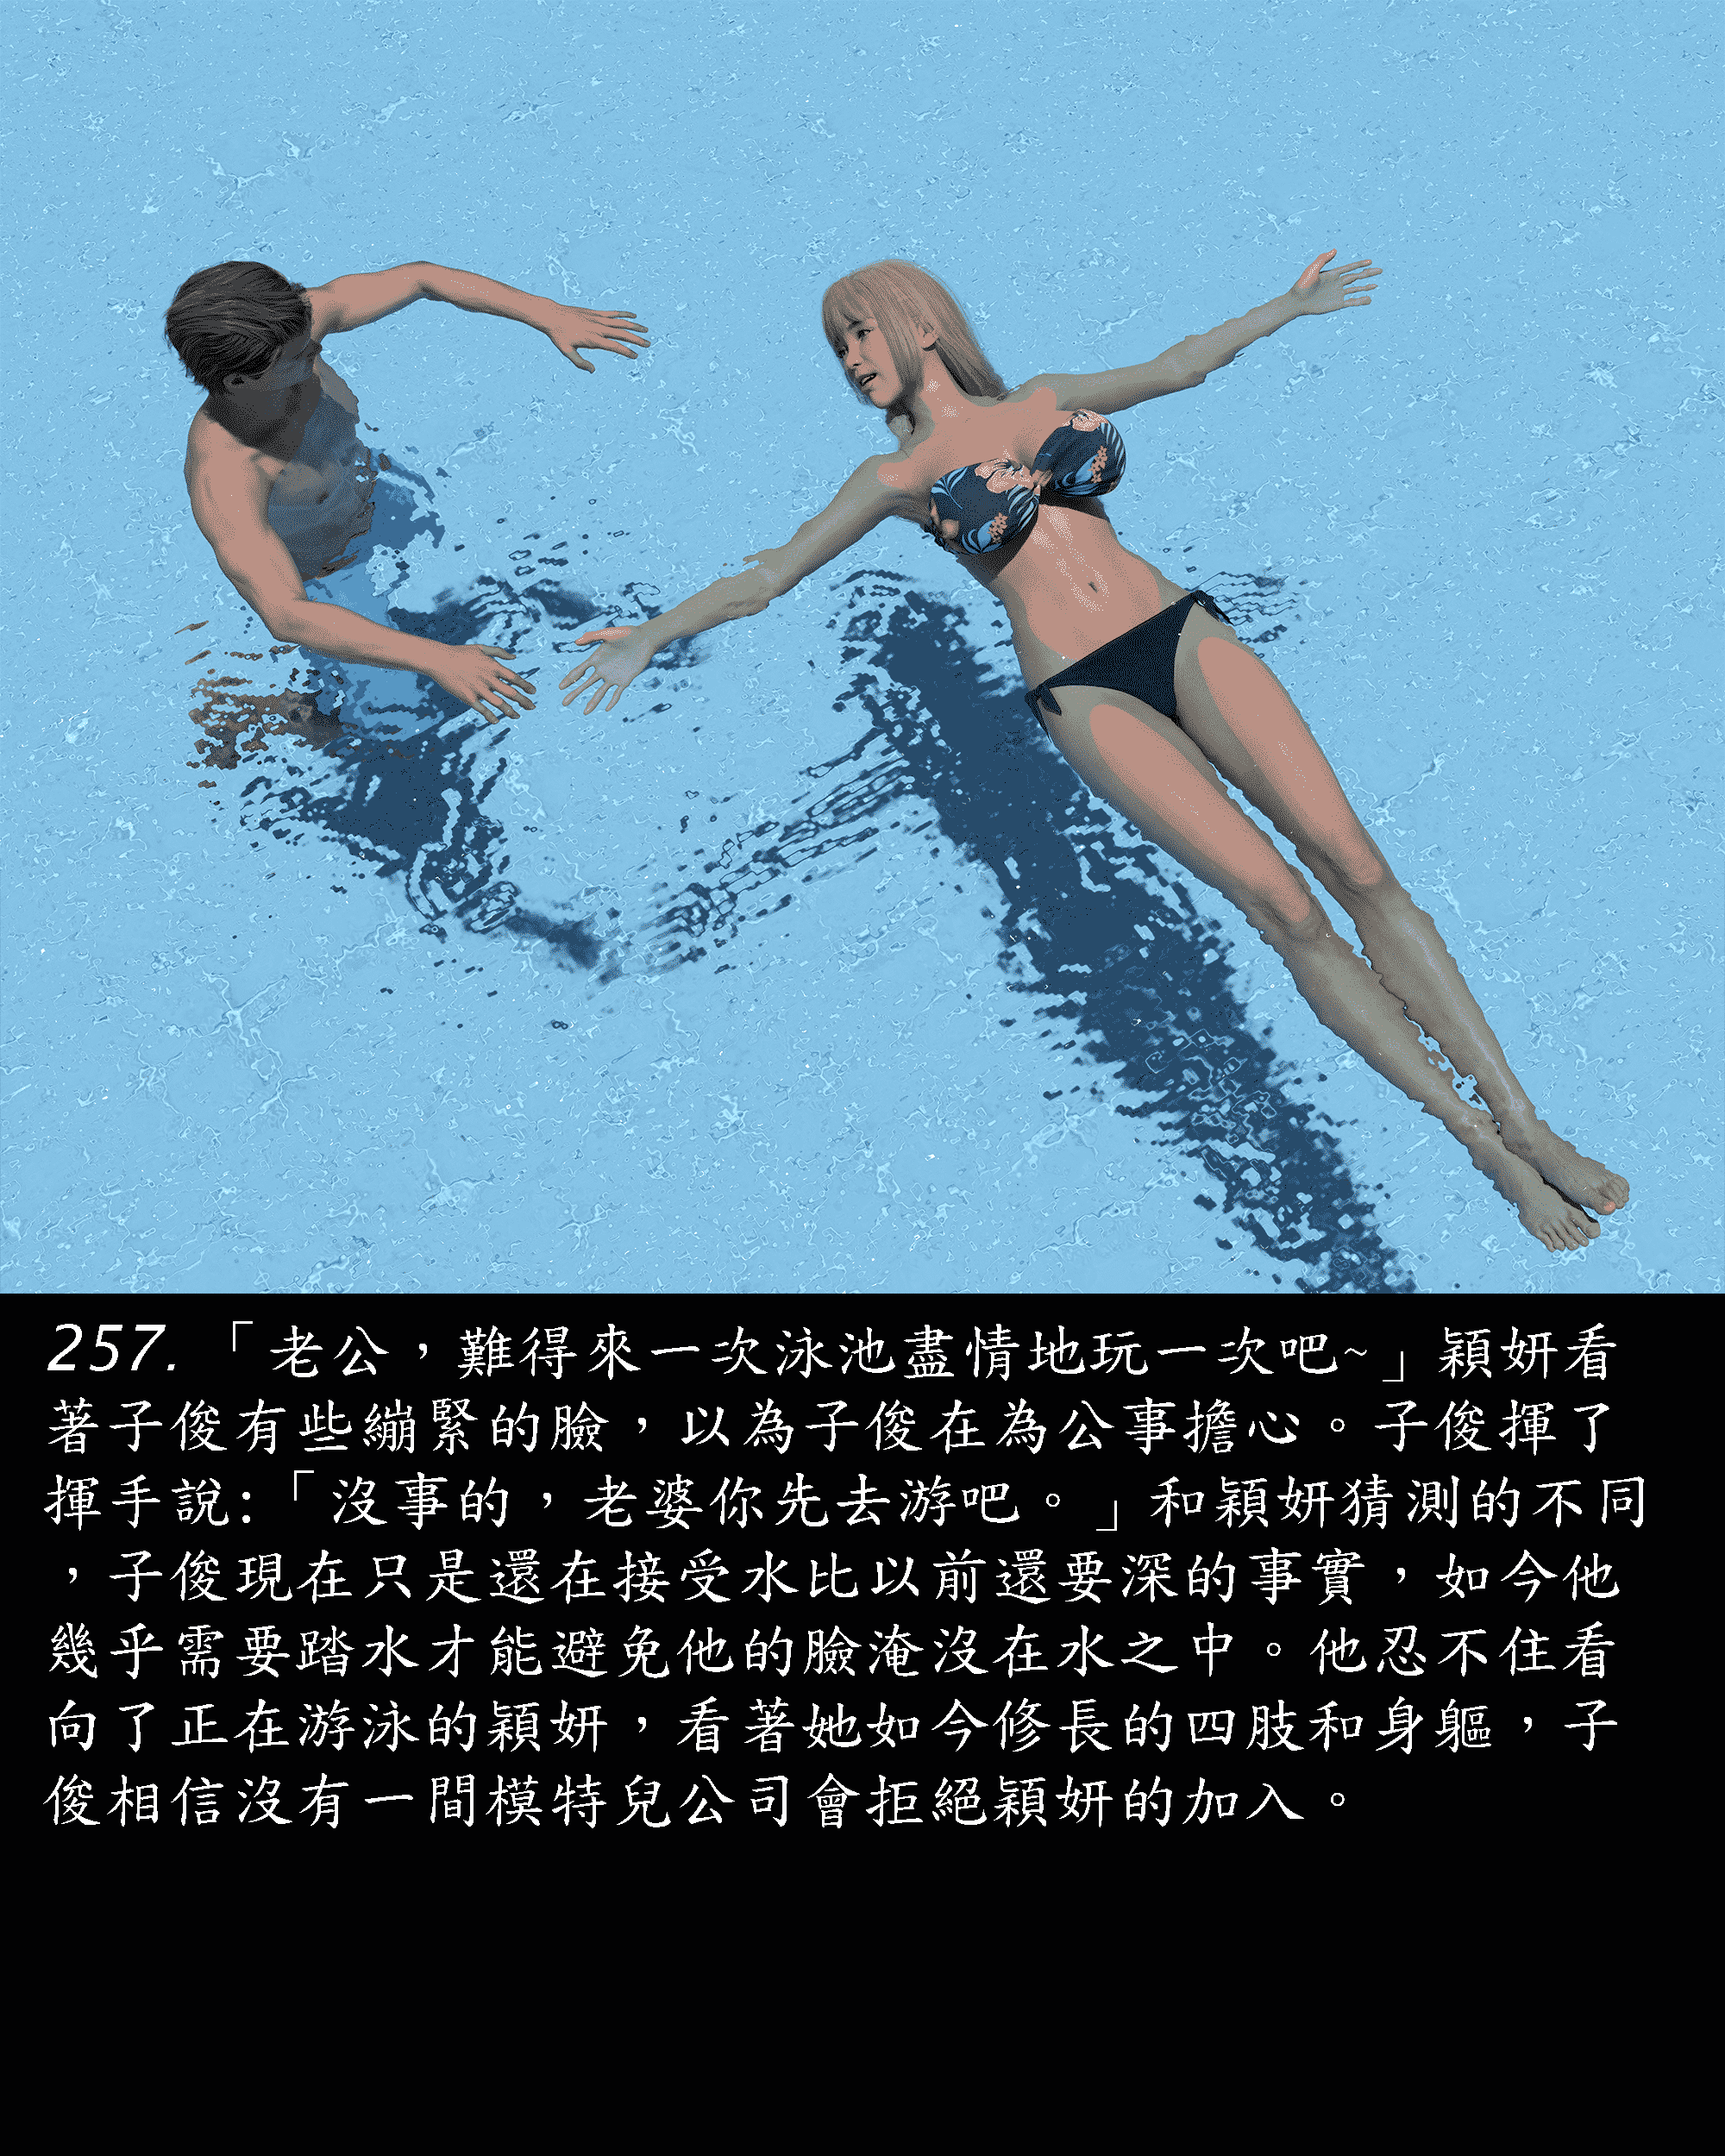 257.「老公，難得來一次泳池盡情地玩一次吧~」穎妍看
著子俊有些繃緊的臉，以為子俊在為公事擔心。子俊揮了
揮手說:「沒事的，老婆你先去游吧。」和穎妍猜測的不同
，子俊現在只是還在接受水比以前還要深的事實，如今他
幾乎需要踏水才能避免他的臉淹沒在水之中。他忍不住看
向了正在游泳的穎妍，看著她如今修長的四肢和身軀，子
俊相信沒有一間模特兒公司會拒絕穎妍的加入。